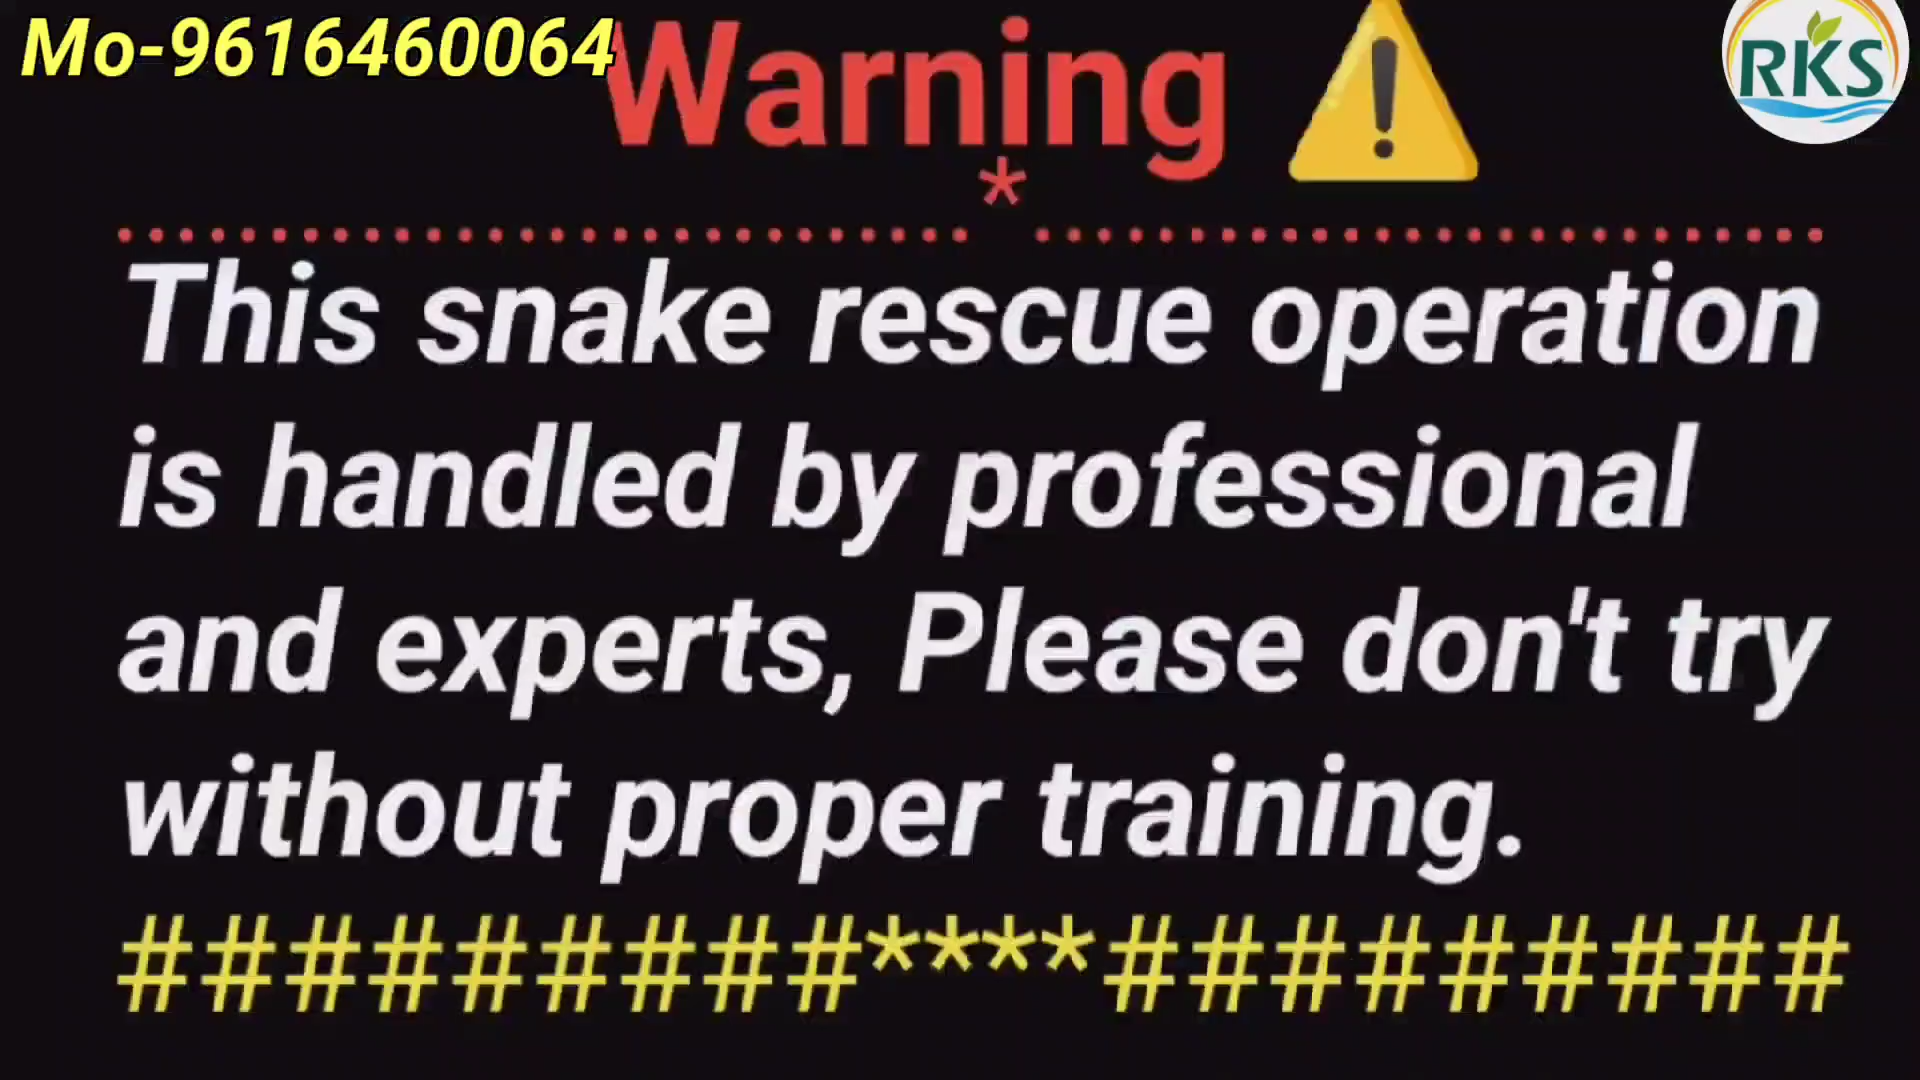 Mo-9616460064
Warning ⚠️
RKS
*
This snake rescue operation
is handled by professional
and experts, Please don't try
without proper training.
#########****#########